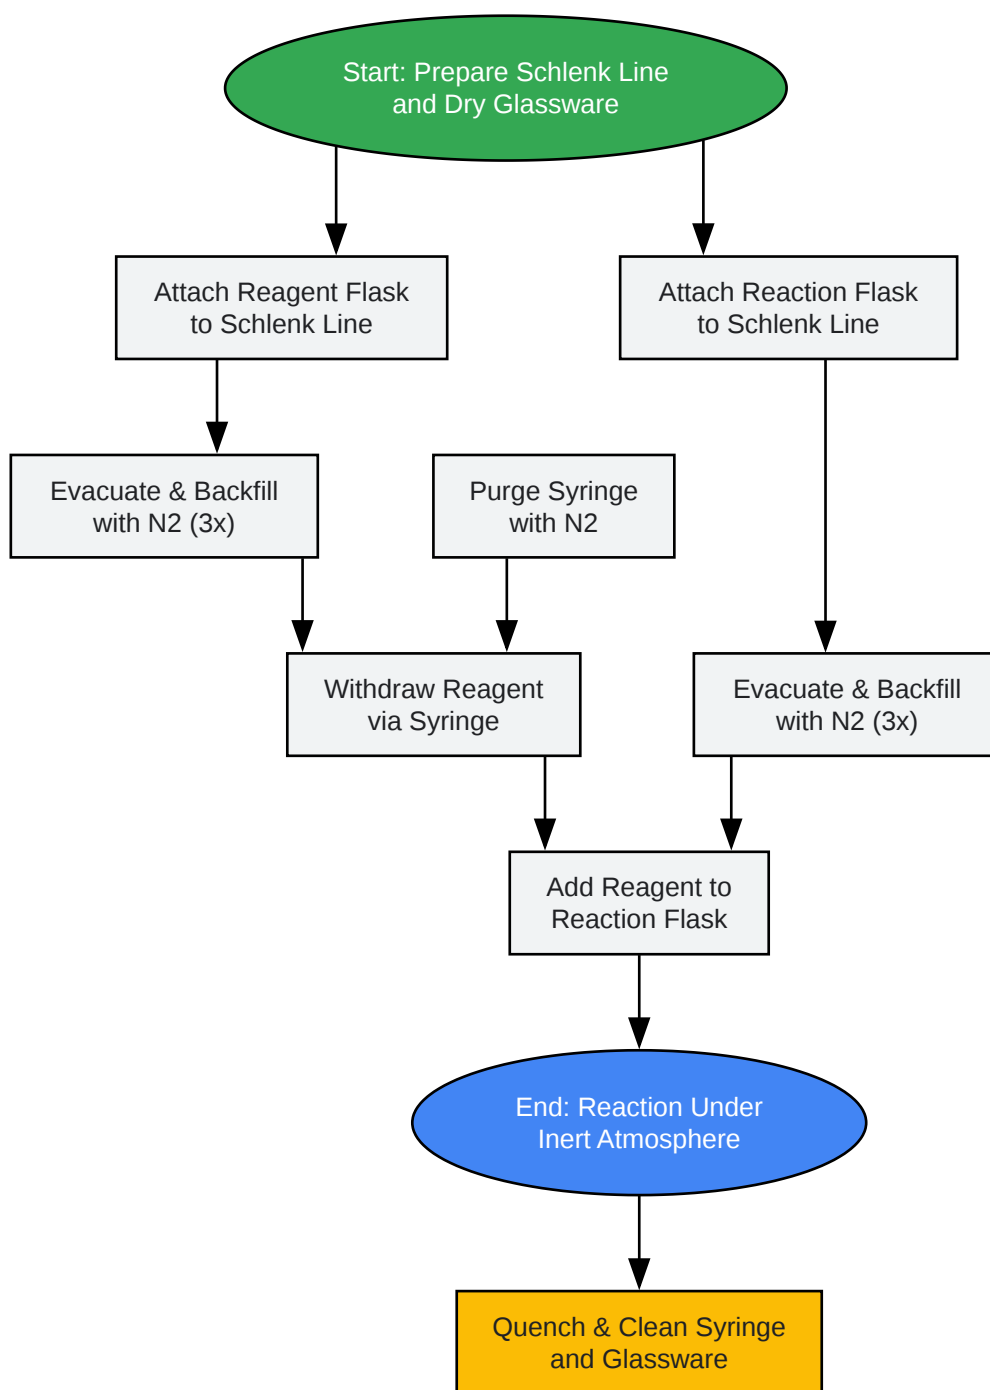 Start: Prepare Schlenk Line
and Dry Glassware
Attach Reagent Flask
to Schlenk Line
Attach Reaction Flask
to Schlenk Line
Evacuate & Backfill
with N2 (3x)
Purge Syringe
with N2
Withdraw Reagent
via Syringe
Evacuate & Backfill
with N2 (3x)
Add Reagent to
Reaction Flask
End: Reaction Under
Inert Atmosphere
Quench & Clean Syringe
and Glassware